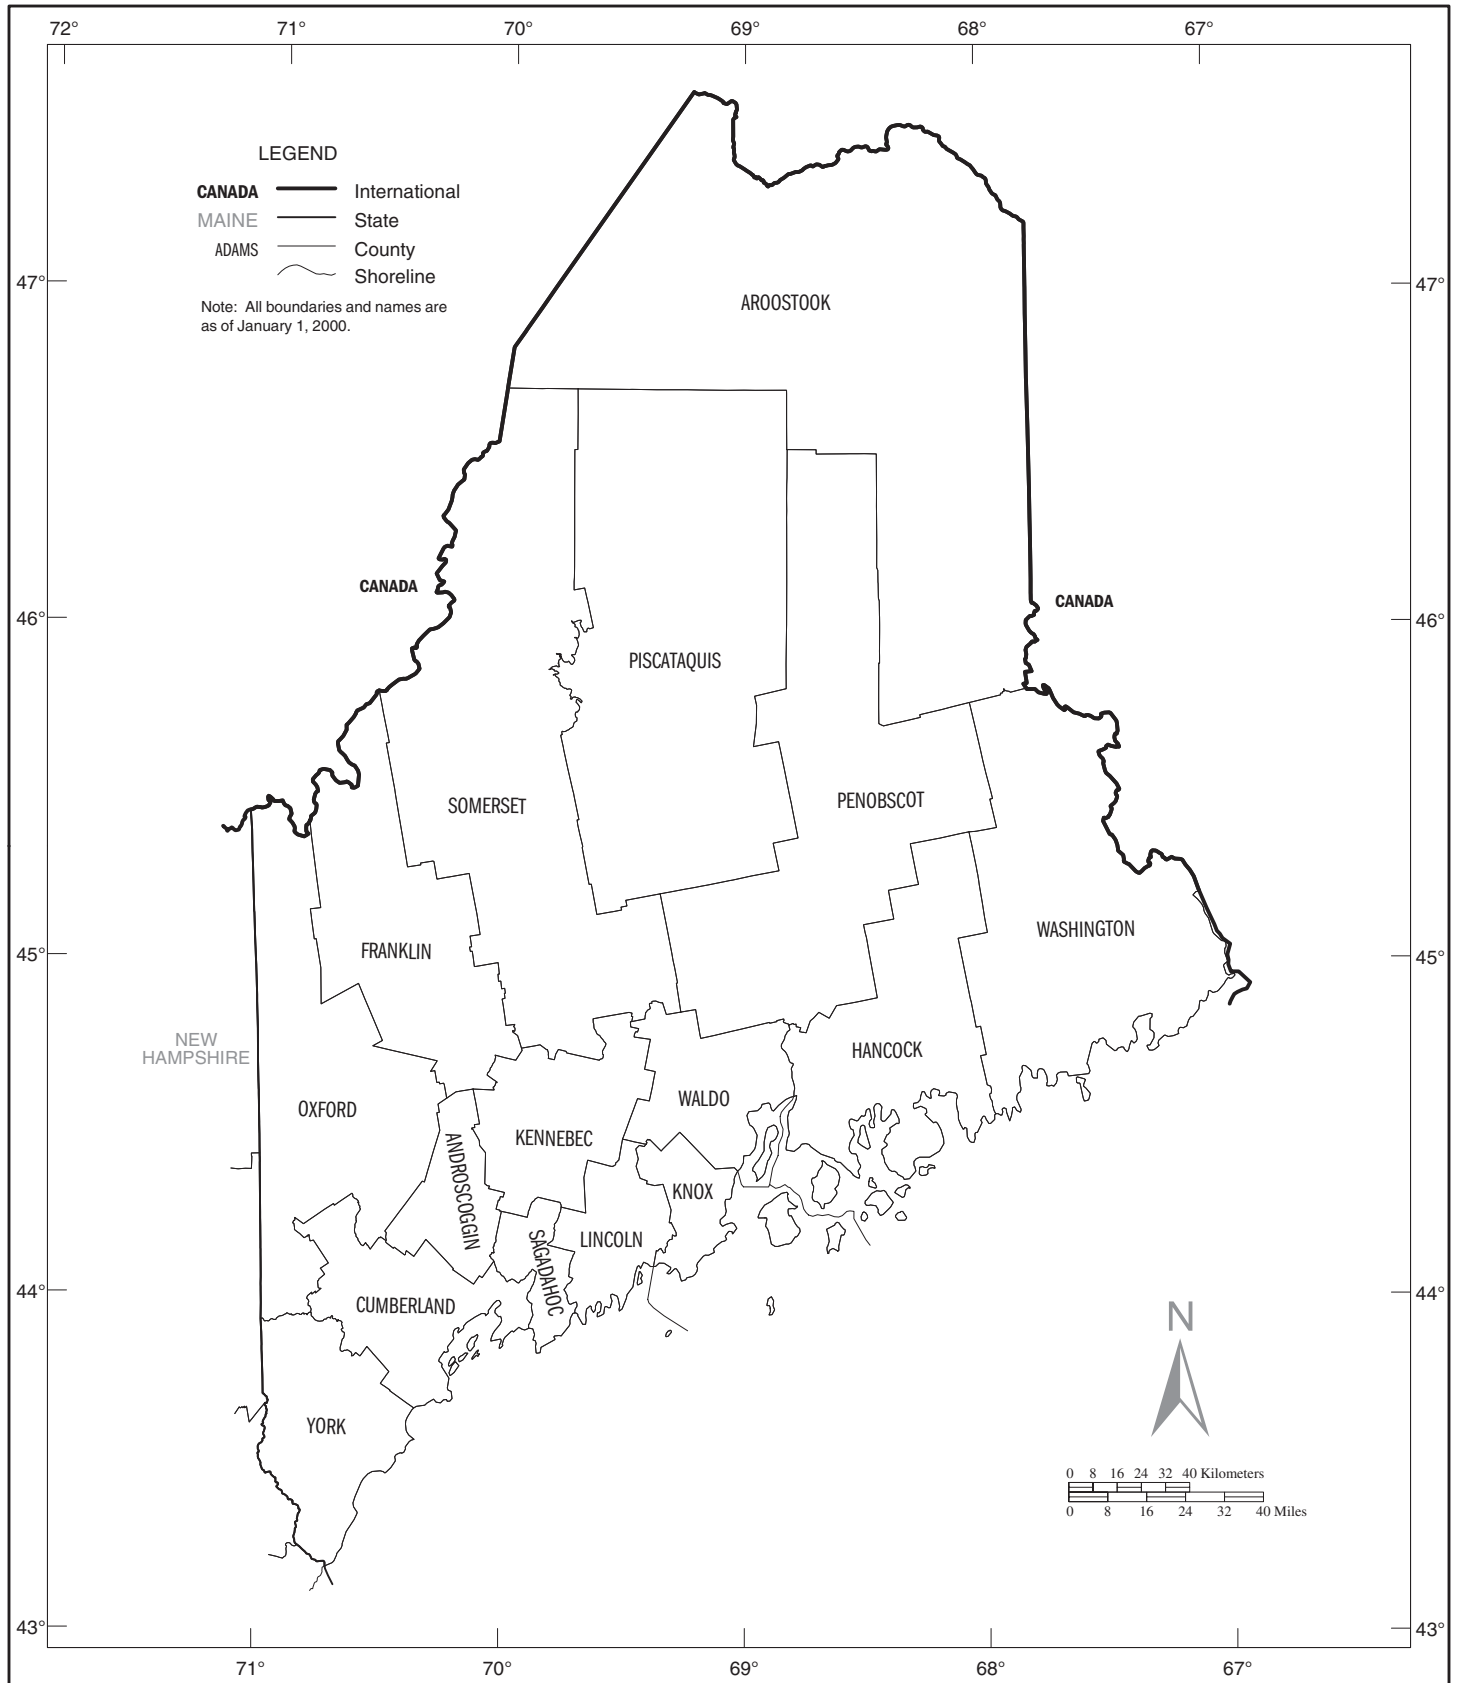 72° 71° 70° 69° 68° 67°
LEGEND
CANADA International
MAINE State
ADAMS County
Shoreline
Note: All boundaries and names are
as of January 1, 2000.
47° 47°
AROOSTOOK
CANADA
CANADA
46° 46°
PISCATAQUIS
SOMERSET
PENOBSCOT
FRANKLIN
WASHINGTON
45° 45°
NEW
HAMPSHIRE
HANCOCK
OXFORD
WALDO
KENNEBEC
ANDROSCOGGIN
KNOX
LINCOLN
SAGADAHOC
44° 44°
CUMBERLAND
N
YORK
0 8 16 24 32 40 Kilometers
0 8 16 24 32 40 Miles
43° 43°
71° 70° 69° 68° 67°